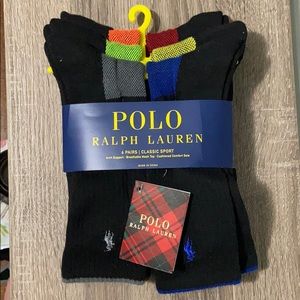 POLO
RALPH LAUREN
6 PAIRS | CLASSIC SPORT
Arch Support • Breathable Mesh Top • Cushioned Comfort Sole
POLO
RALPH LAUREN